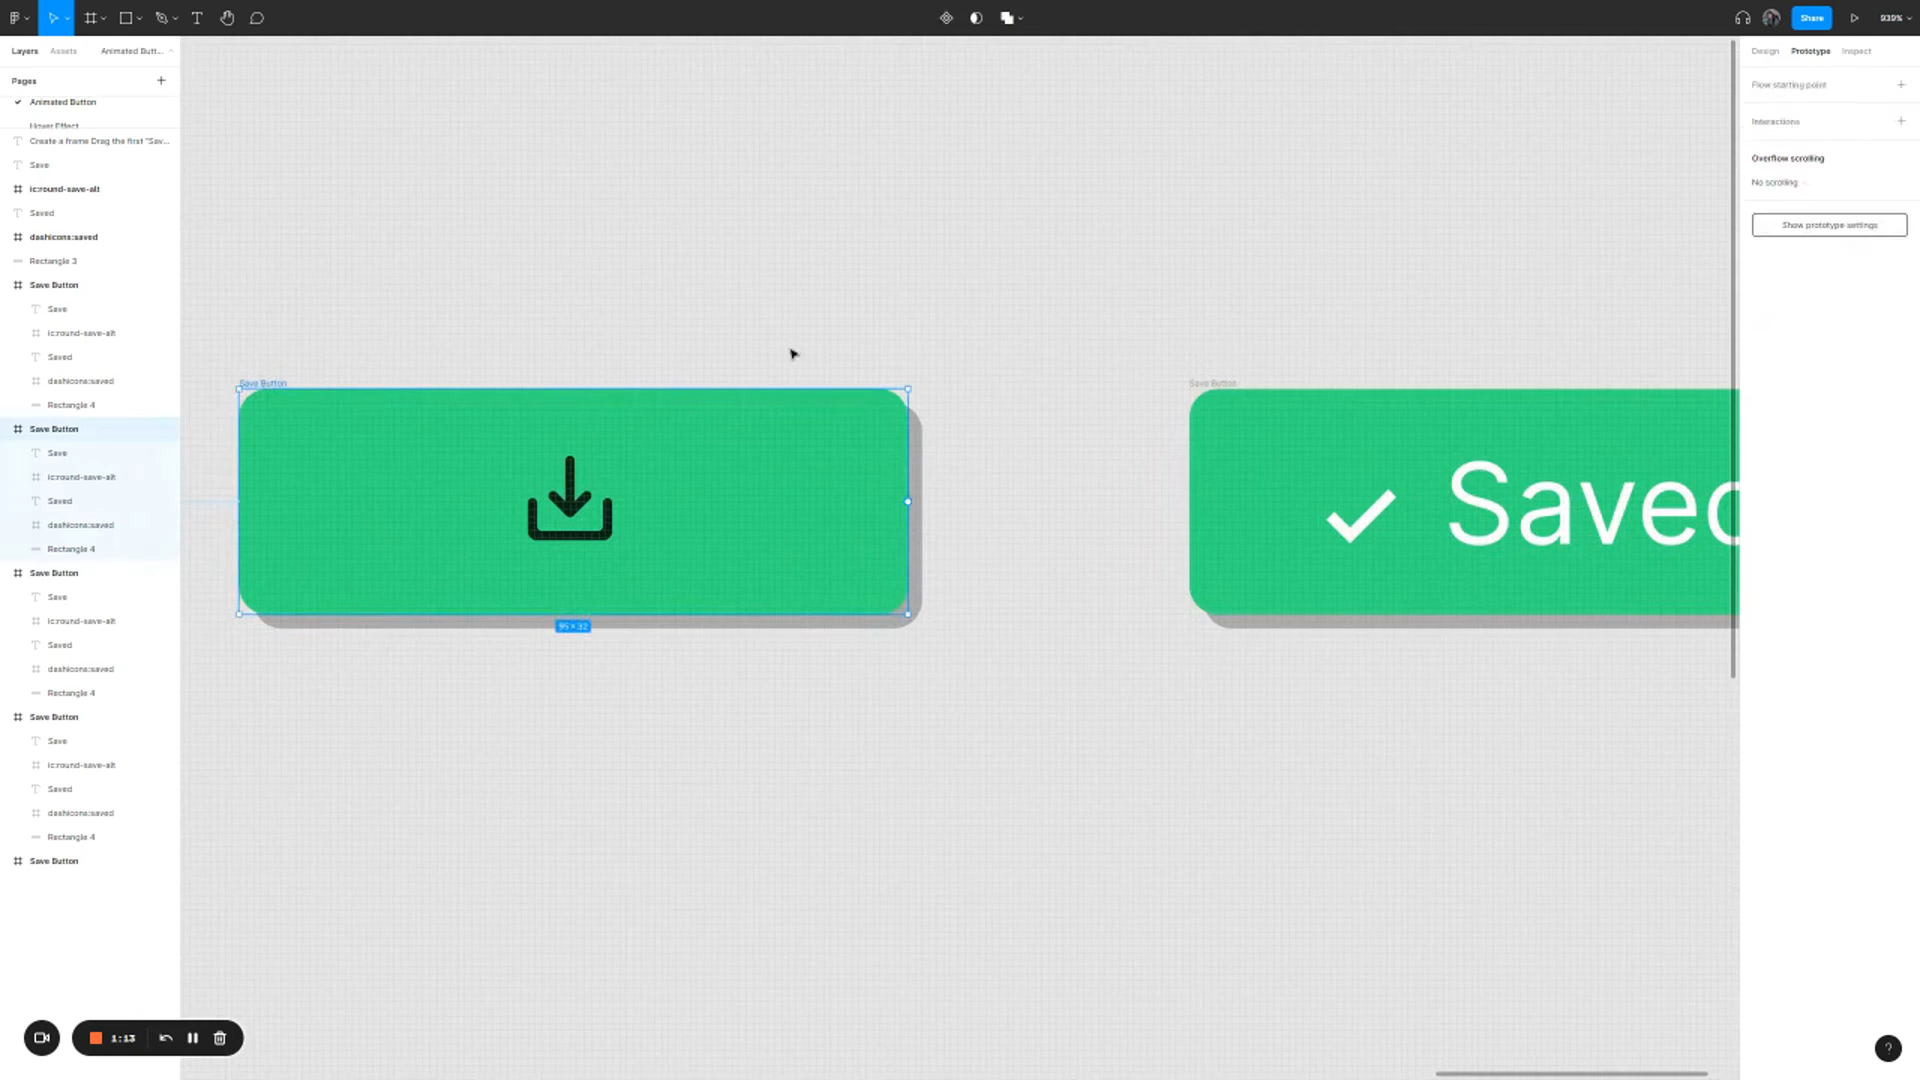 Share
939%
Layers
Assets
Animated Butt...
Design
Prototype
Inspect
Pages
Flow starting point
Animated Button
Hover Effect
Interactions
Create a frame Drag the first "Sav...
Overflow scrolling
Save
No scrolling
ic:round-save-alt
Saved
Show prototype settings
dashicons:saved
Rectangle 3
Save Button
Save
ic:round-save-alt
Saved
dashicons:saved
Rectangle 4
Save Button
Save
ic:round-save-alt
Saved
dashicons:saved
Rectangle 4
Save Button
Save
ic:round-save-alt
Saved
dashicons:saved
Rectangle 4
Save Button
Save
ic:round-save-alt
Saved
dashicons:saved
Rectangle 4
Save Button
Save Button
95 × 32
Save Button
Saved
1:13
?